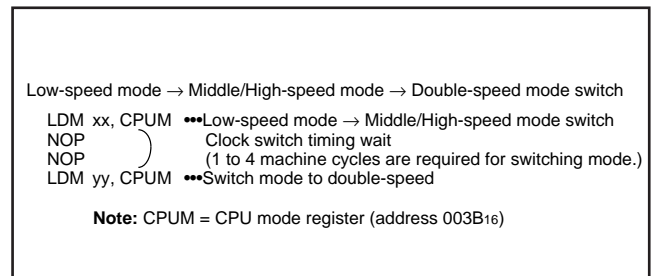 Low-speed mode → Middle/High-speed mode → Double-speed mode switch
LDM xx, CPUM •••Low-speed mode → Middle/High-speed mode switch
NOP Clock switch timing wait
NOP (1 to 4 machine cycles are required for switching mode.)
LDM yy, CPUM •••Switch mode to double-speed
Note: CPUM = CPU mode register (address 003B16)